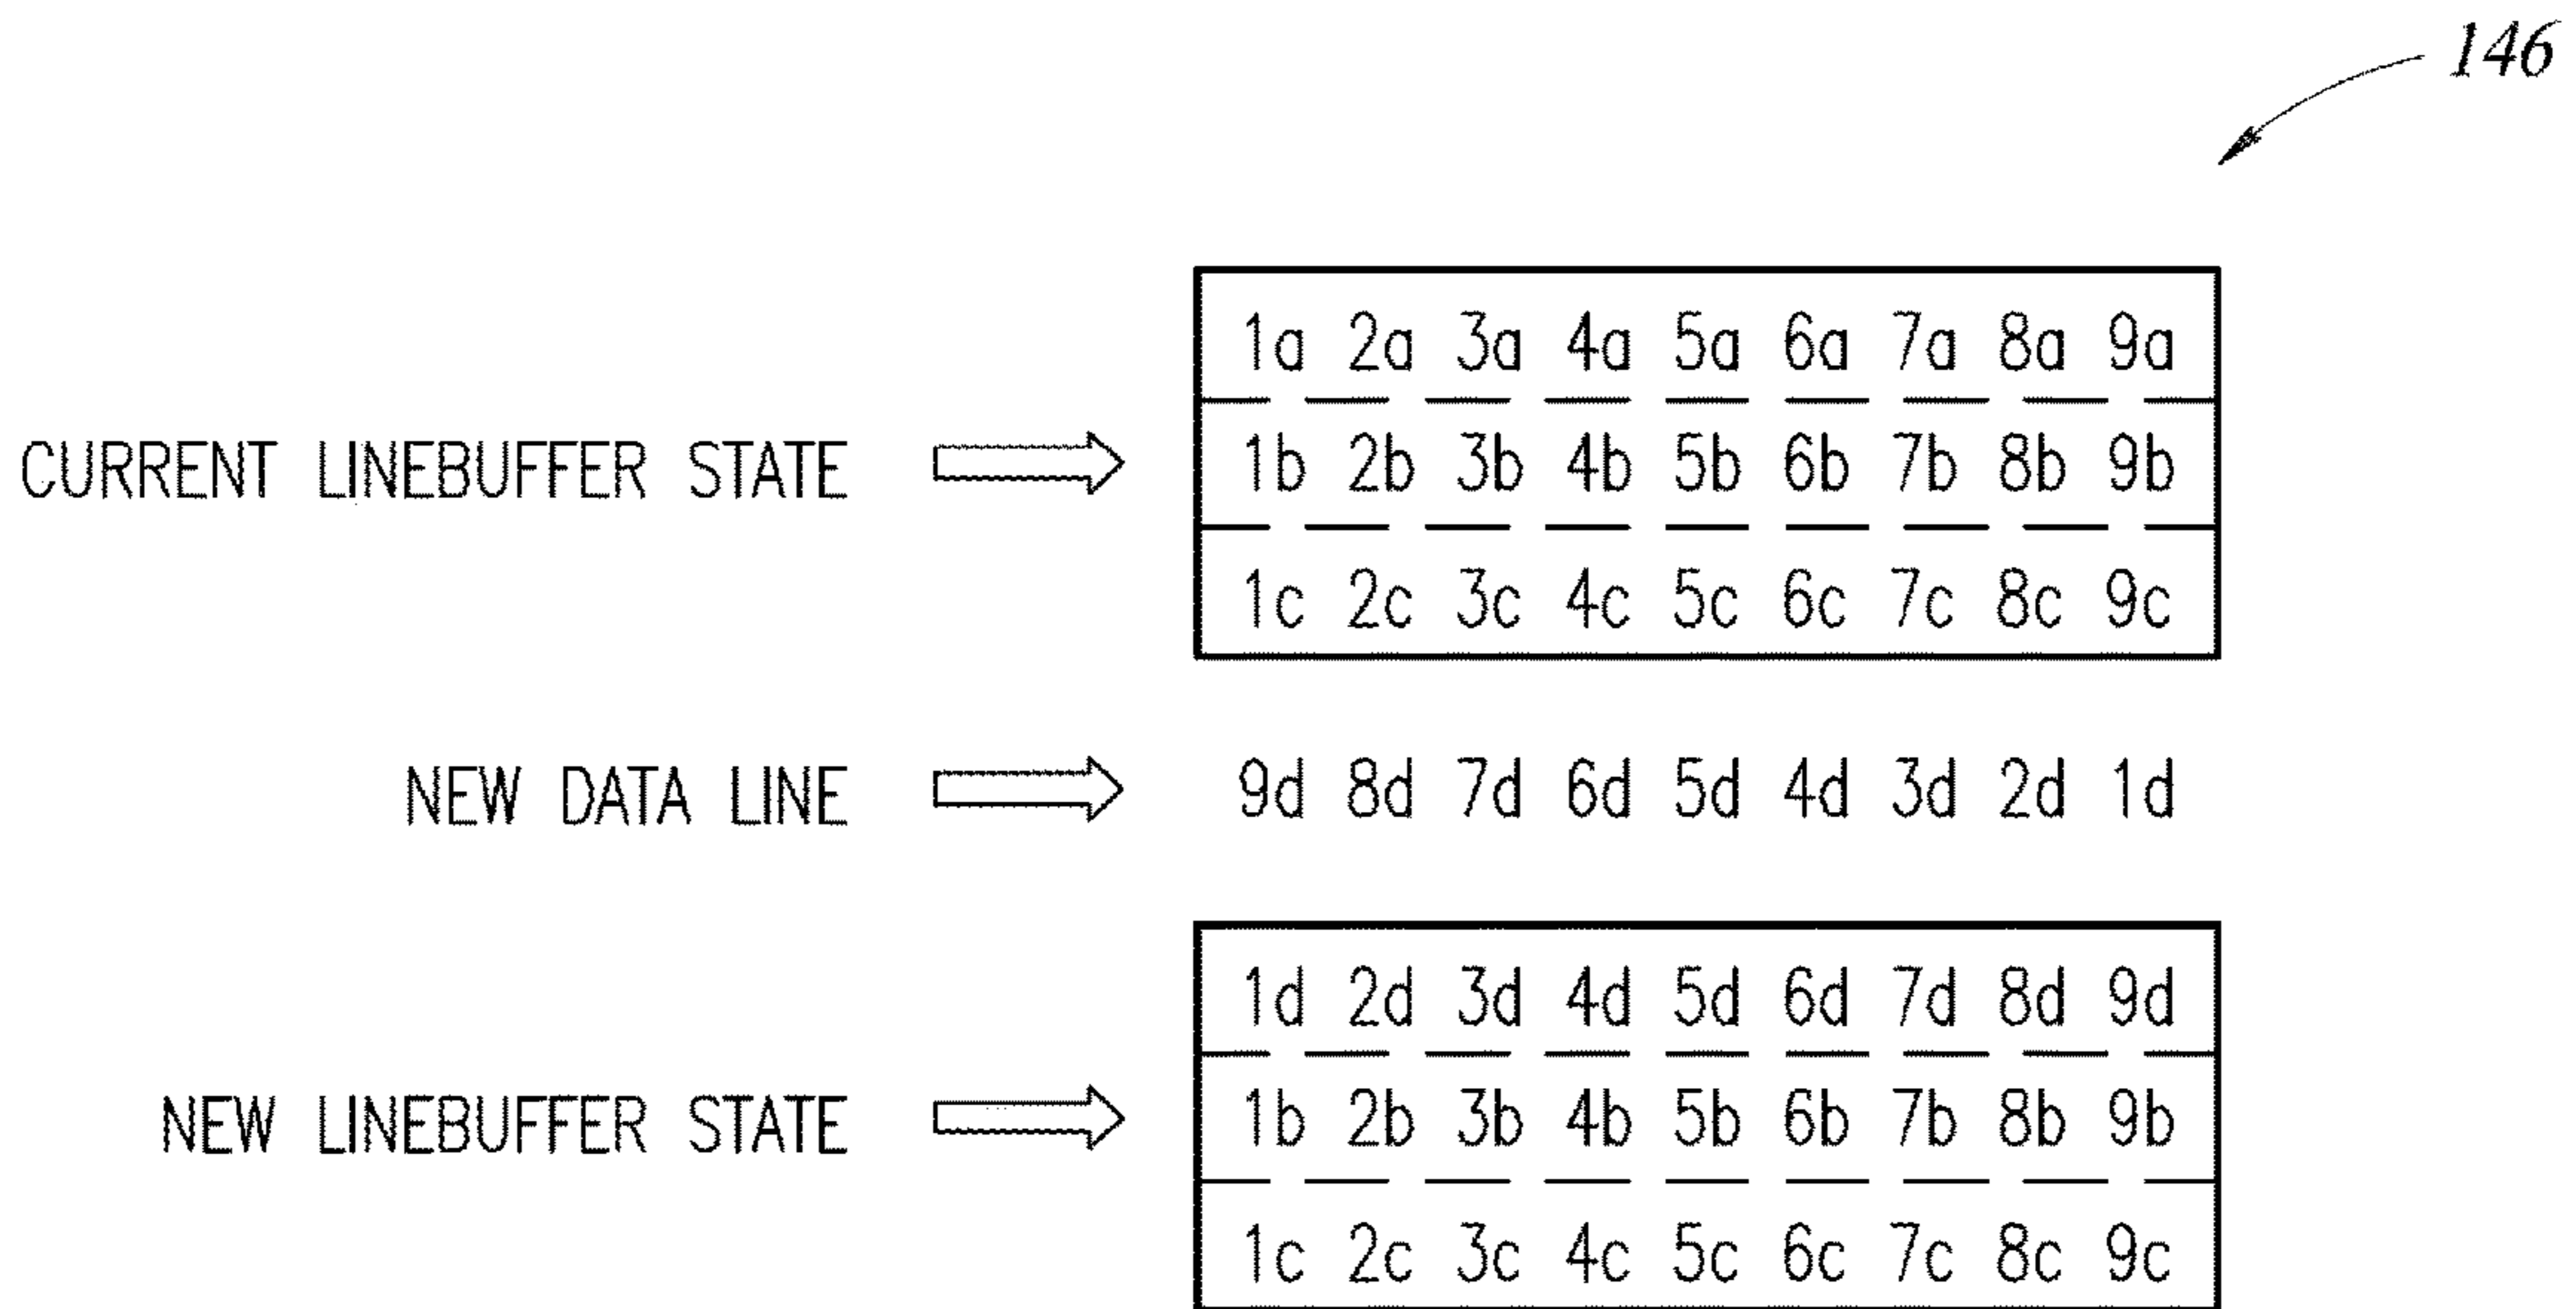 146
1a 2a 3a 4a 5a 6a 7a 8a 9a
CURRENT LINEBUFFER STATE 1b 2b 3b 4b 5b 6b 7b 8b 9b
1c 2c 3c 4c 5c 6c 7c 8c 9c
NEW DATA LINE 9d 8d 7d 6d 5d 4d 3d 2d 1d
1d 2d 3d 4d 5d 6d 7d 8d 9d
NEW LINEBUFFER STATE 1b 2b 3b 4b 5b 6b 7b 8b 9b
1c 2c 3c 4c 5c 6c 7c 8c 9c